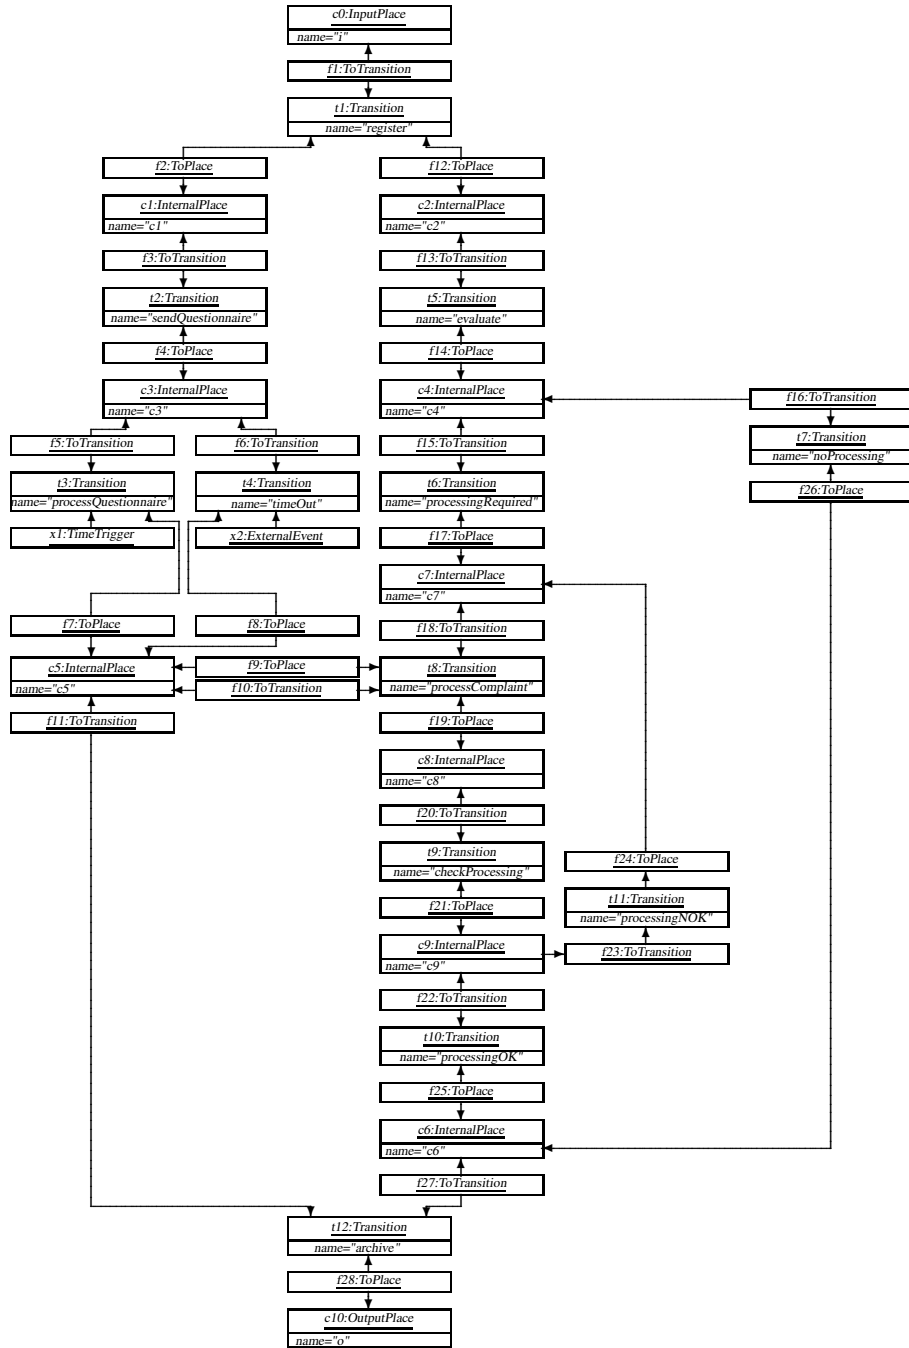 c0:InputPlace
name="i"
f1:ToTransition
t1:Transition
name="register"
f2:ToPlace
f12:ToPlace
c1:InternalPlace
name="c1"
c2:InternalPlace
name="c2"
f3:ToTransition
f13:ToTransition
t2:Transition
name="sendQuestionnaire"
t5:Transition
name="evaluate"
f4:ToPlace
f14:ToPlace
c3:InternalPlace
name="c3"
c4:InternalPlace
name="c4"
f16:ToTransition
f5:ToTransition
f6:ToTransition
f15:ToTransition
t7:Transition
name="noProcessing"
t3:Transition
name="processQuestionnaire"
t4:Transition
name="timeOut"
t6:Transition
name="processingRequired"
f26:ToPlace
x1:TimeTrigger
x2:ExternalEvent
f17:ToPlace
c7:InternalPlace
name="c7"
f7:ToPlace
f8:ToPlace
f18:ToTransition
c5:InternalPlace
name="c5"
f9:ToPlace
f10:ToTransition
t8:Transition
name="processComplaint"
f11:ToTransition
f19:ToPlace
c8:InternalPlace
name="c8"
f20:ToTransition
t9:Transition
name="checkProcessing"
f24:ToPlace
f21:ToPlace
t11:Transition
name="processingNOK"
c9:InternalPlace
name="c9"
f23:ToTransition
f22:ToTransition
t10:Transition
name="processingOK"
f25:ToPlace
c6:InternalPlace
name="c6"
f27:ToTransition
t12:Transition
name="archive"
f28:ToPlace
c10:OutputPlace
name="o"